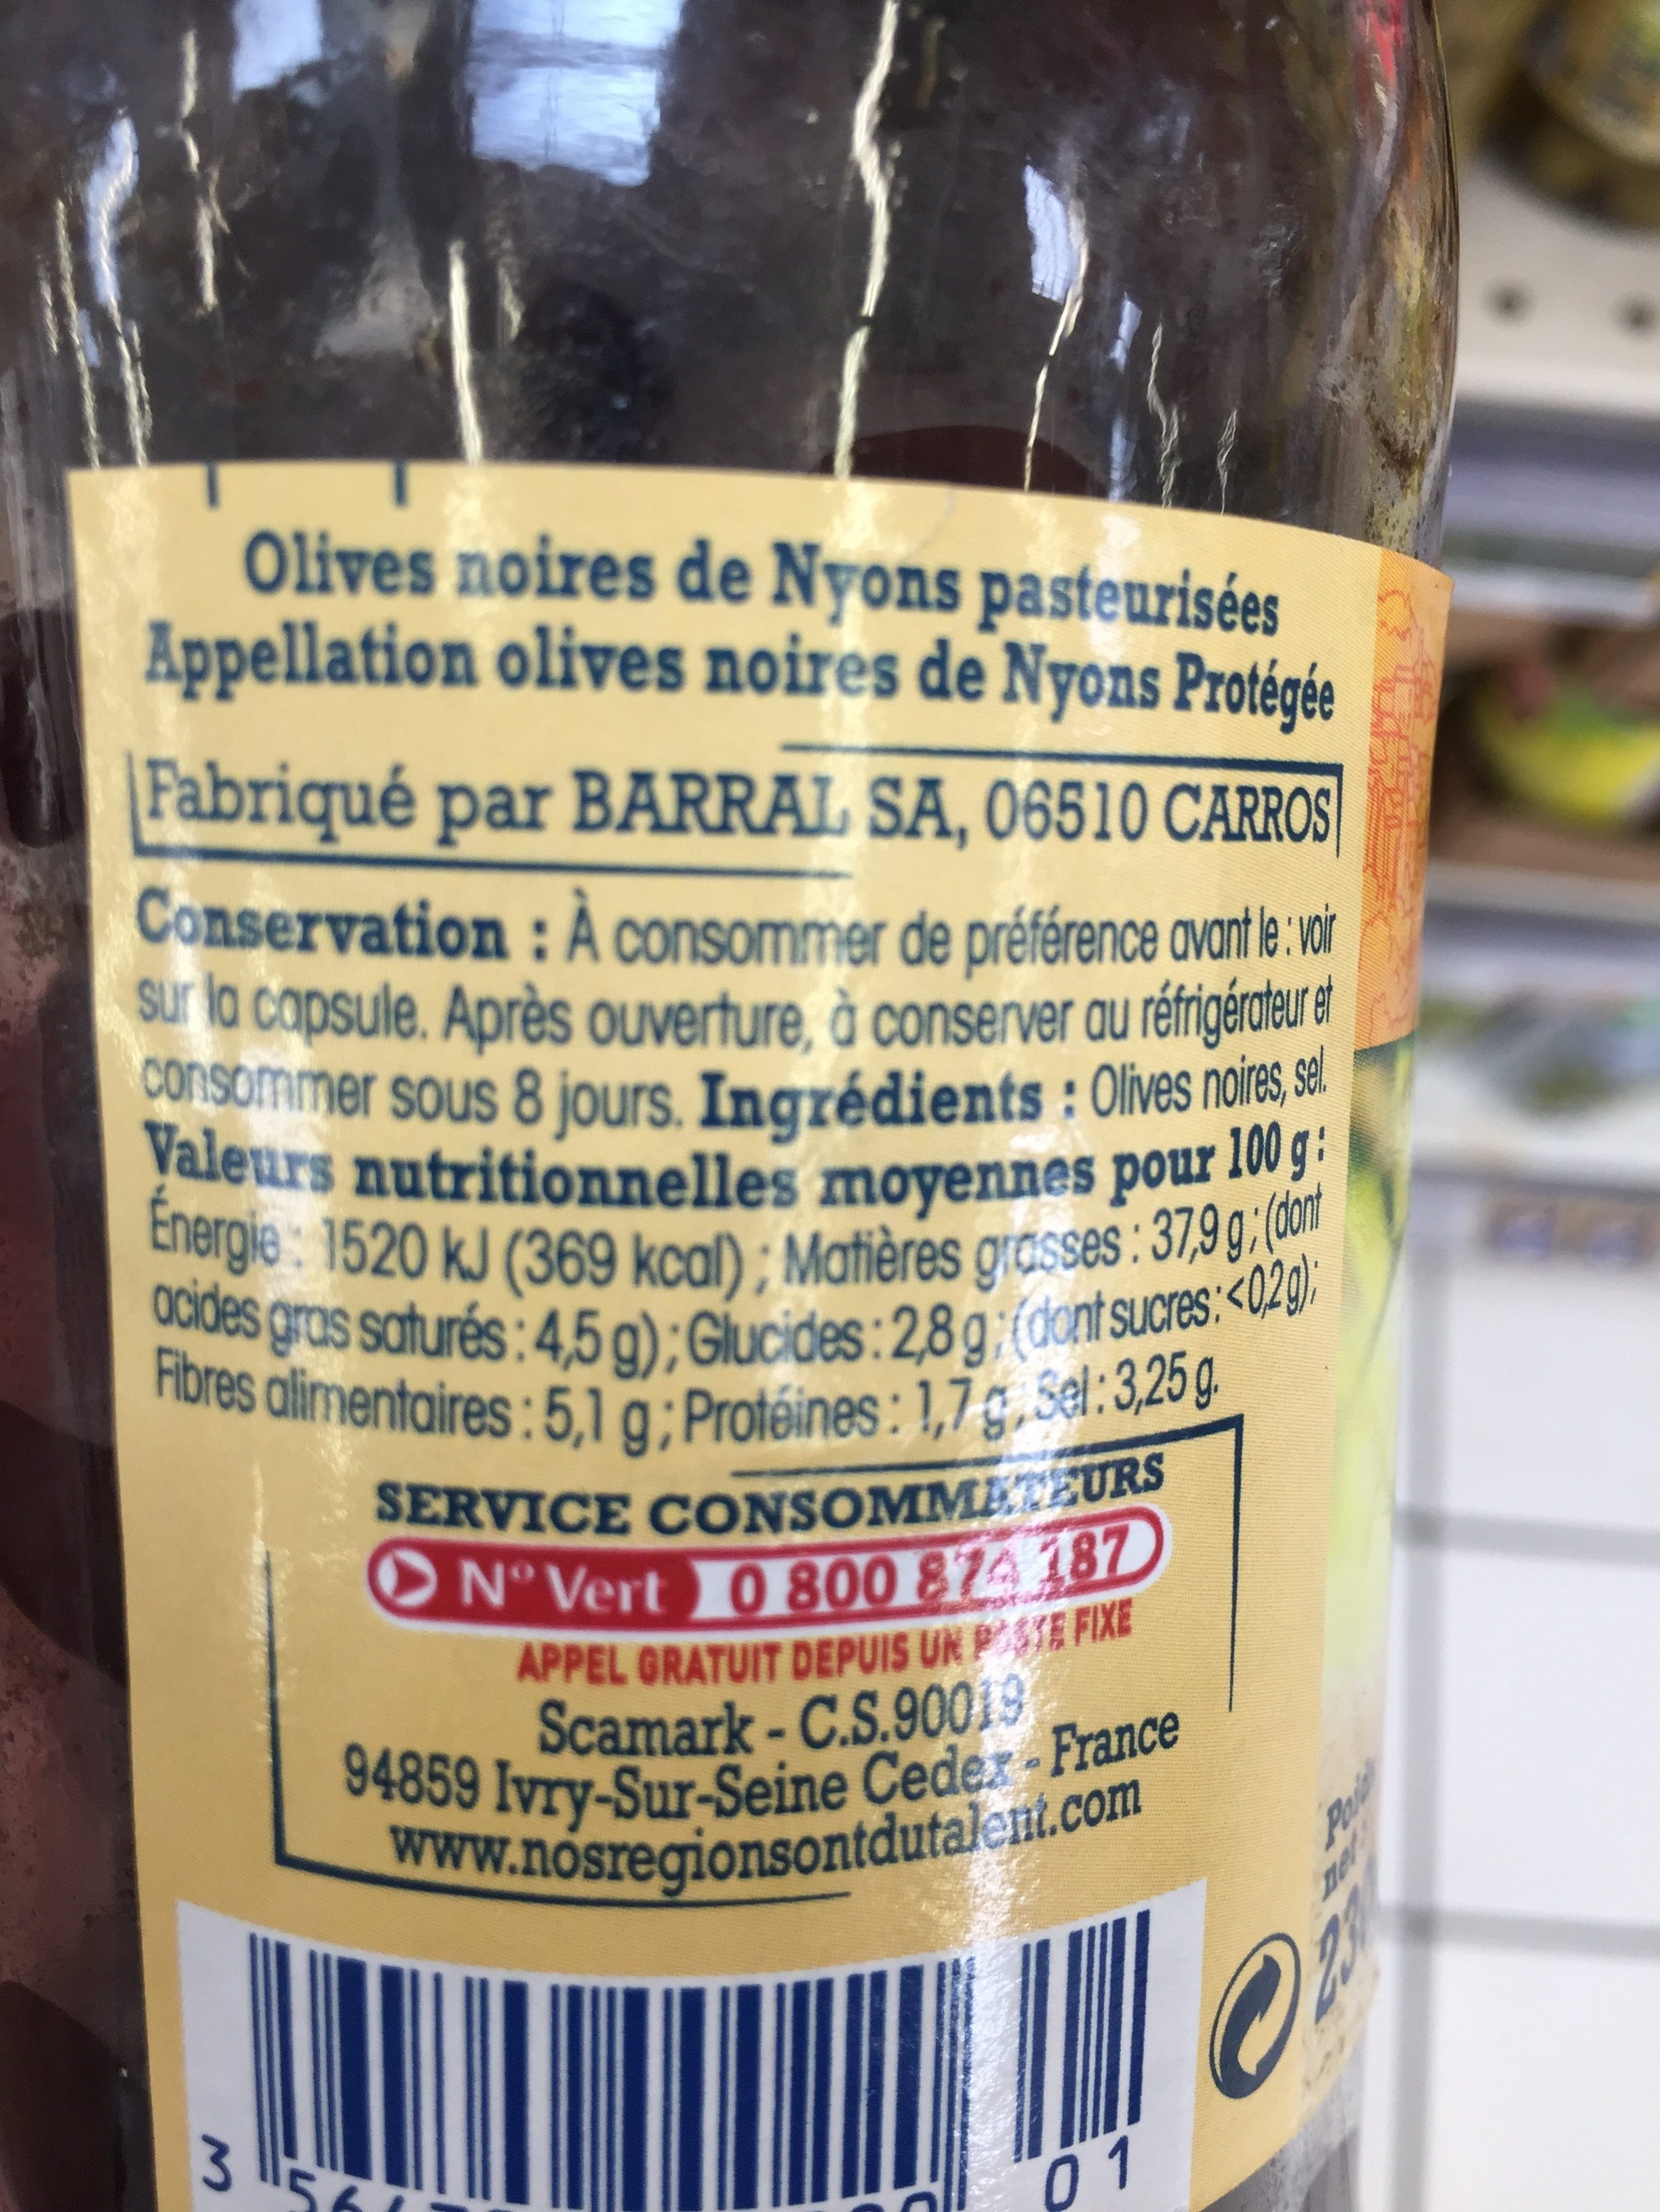 Olives noires de Nyons pasteurisées
Appellation olives noires de Nyons Protégée
Fabriqué par BARRAL SA, 06510 CARROS
Conservation : À consommer de préférence avant le : voir
sur la capsule. Après ouverture, à conserver au réfrigérateur et
consommer sous 8 jours. Ingrédients : Olives noires, sel.
Valeurs nutritionnelles moyennes pour 100 g :
Énergie : 1520 kJ (369 kcal) ; Matières grasses : 37,9 g ; (dont
acides gras saturés : 4,5 g) ; Glucides : 2,8 g ; (dont sucres : <0,2 g) ;
Fibres alimentaires : 5,1 g ; Protéines : 1,7 g ; Sel : 3,25 g.
SERVICE CONSOMMATEURS
N° Vert 0 800 874 187
APPEL GRATUIT DEPUIS UN POSTE FIXE
Scamark - C.S.90019
94859 Ivry-Sur-Seine Cedex - France
www.nosregionsontdutalent.com
Poids
net :
3
01